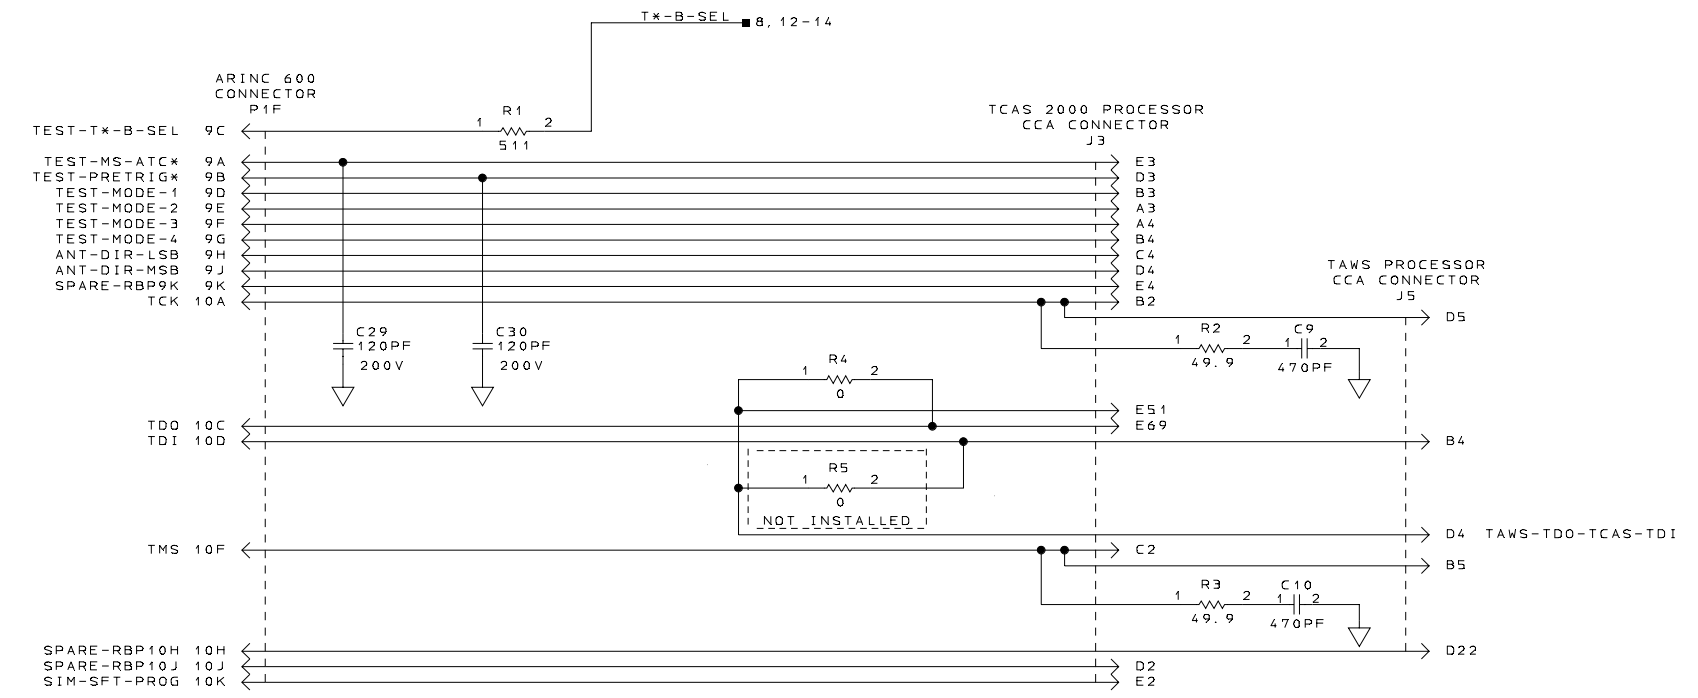 T*-B-SEL 8, 12-14
ARINC 600
CONNECTOR
P1F
R1
TCAS 2000 PROCESSOR
CCA CONNECTOR
J3
TEST-T*-B-SEL 9C 1 2
511
TEST-MS-ATC* 9A E3
TEST-PRETRIG* 9B D3
TEST-MODE-1 9D B3
TEST-MODE-2 9E A3
TEST-MODE-3 9F A4
TEST-MODE-4 9G B4
ANT-DIR-LSB 9H C4
ANT-DIR-MSB 9J D4
SPARE-RBP9K 9K E4
TCK 10A B2
TAWS PROCESSOR
CCA CONNECTOR
J5
D5
C29
120PF
200V
C30
120PF
200V
R2
1 2
49.9
C9
1 2
470PF
R4
1 2
0
E51
TDO 10C E69
TDI 10D B4
R5
1 2
0
NOT INSTALLED
D4 TAWS-TDO-TCAS-TDI
TMS 10F C2
B5
R3
1 2
49.9
C10
1 2
470PF
SPARE-RBP10H 10H D22
SPARE-RBP10J 10J D2
SIM-SFT-PROG 10K E2